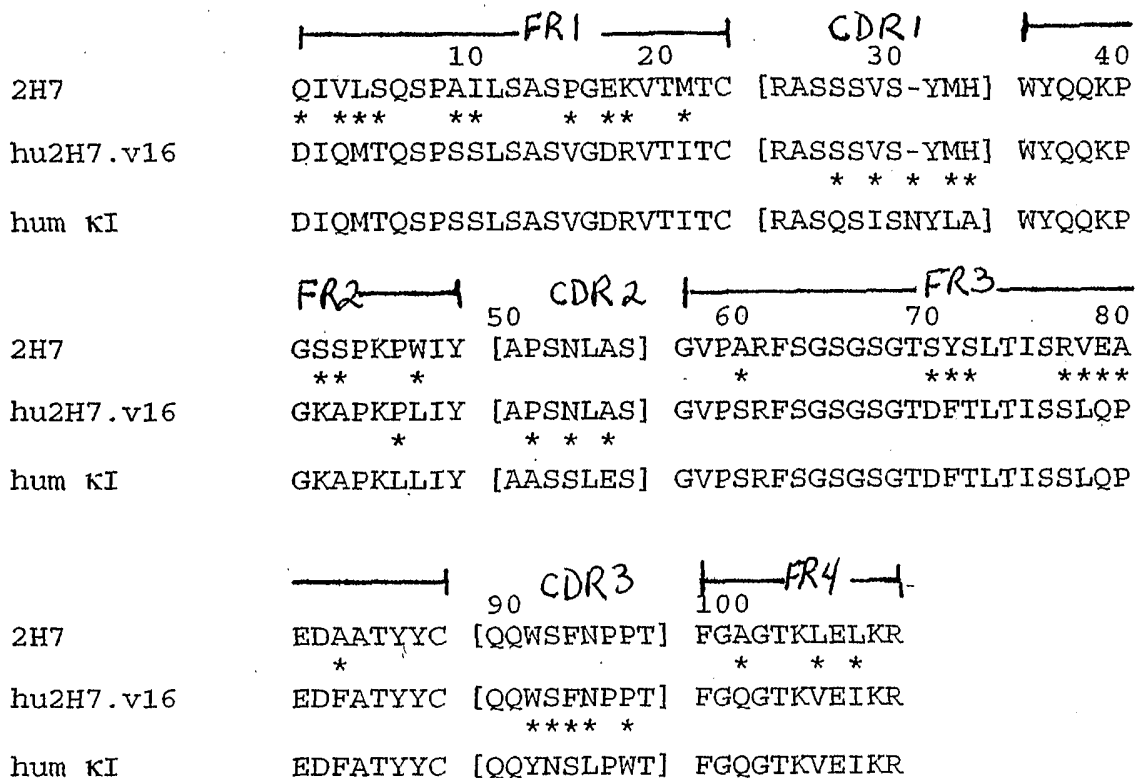 FR1 CDR1
10 20 30 40
2H7 QIVLSQSPAILSASPGEKVTMTC [RASSSVS-YMH] WYQQKP
* *** ** * ** *
hu2H7.v16 DIQMTQSPSSLSASVGDRVTITC [RASSSVS-YMH] WYQQKP
* * * **
hum κI DIQMTQSPSSLSASVGDRVTITC [RASQSISNYLA] WYQQKP
FR2 CDR2 FR3
50 60 70 80
2H7 GSSPKPWIY [APSNLAS] GVPARFSGSGSGTSYSLTISRVEA
** * * *** ****
hu2H7.v16 GKAPKPLIY [APSNLAS] GVPSRFSGSGSGTDFTLTISSLQP
* * * *
hum κI GKAPKLLIY [AASSLES] GVPSRFSGSGSGTDFTLTISSLQP
CDR3 FR4
90 100
2H7 EDAATYYC [QQWSFNPPT] FGAGTKLELKR
* * * *
hu2H7.v16 EDFATYYC [QQWSFNPPT] FGQGTKVEIKR
**** *
hum κI EDFATYYC [QQYNSLPWT] FGQGTKVEIKR